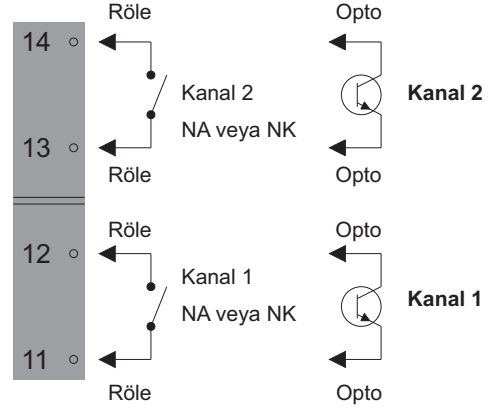 Röle Opto
14
Kanal 2 Kanal 2
NA veya NK
13
Röle Opto
Röle Opto
12
Kanal 1 Kanal 1
NA veya NK
11
Röle Opto